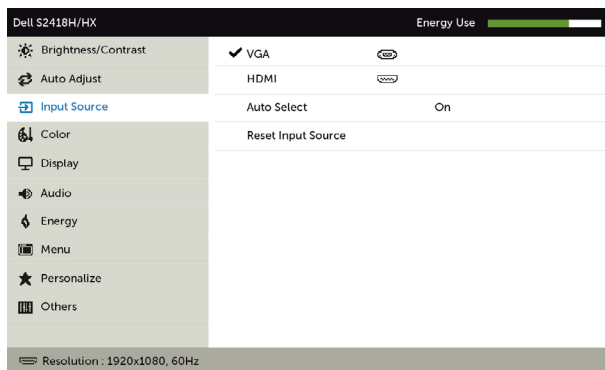 Dell S2418H/HX Energy Use
Brightness/Contrast
VGA
Auto Adjust
HDMI
Input Source
Auto Select On
Color
Reset Input Source
Display
Audio
Energy
Menu
Personalize
Others
Resolution : 1920x1080, 60Hz